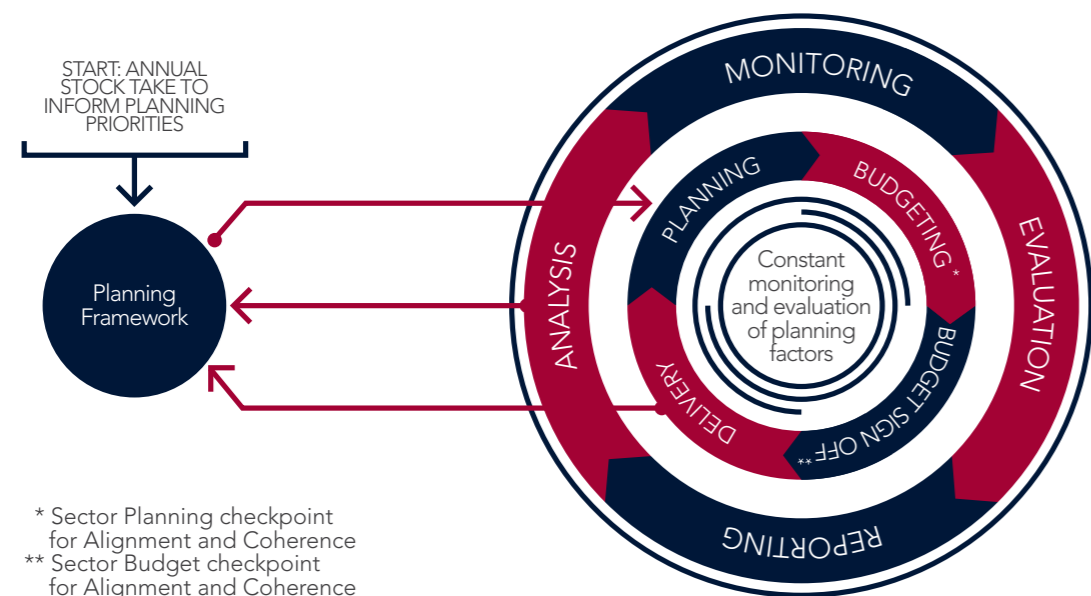 START: ANNUAL
STOCK TAKE TO
INFORM PLANNING
PRIORITIES
Planning
Framework
MONITORING
EVALUATION
REPORTING
ANALYSIS
PLANNING
BUDGETING *
BUDGET SIGN OFF **
DELIVERY
Constant
monitoring
and evaluation
of planning
factors
* Sector Planning checkpoint
for Alignment and Coherence
** Sector Budget checkpoint
for Alignment and Coherence